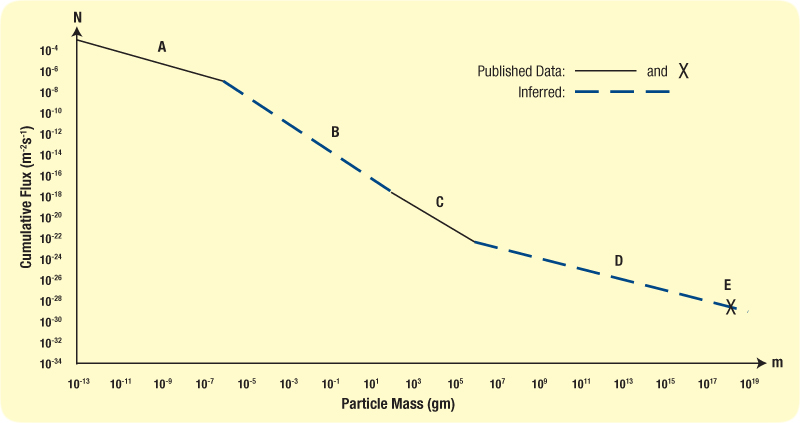 N
10⁻⁴
10⁻⁶
10⁻⁸
10⁻¹⁰
10⁻¹²
10⁻¹⁴
10⁻¹⁶
10⁻¹⁸
10⁻²⁰
10⁻²²
10⁻²⁴
10⁻²⁶
10⁻²⁸
10⁻³⁰
10⁻³²
10⁻³⁴
Cumulative Flux (m⁻²s⁻¹)
A
B
C
D
E
X
Published Data: and X
Inferred:
m
10⁻¹³ 10⁻¹¹ 10⁻⁹ 10⁻⁷ 10⁻⁵ 10⁻³ 10⁻¹ 10¹ 10³ 10⁵ 10⁷ 10⁹ 10¹¹ 10¹³ 10¹⁵ 10¹⁷ 10¹⁹
Particle Mass (gm)